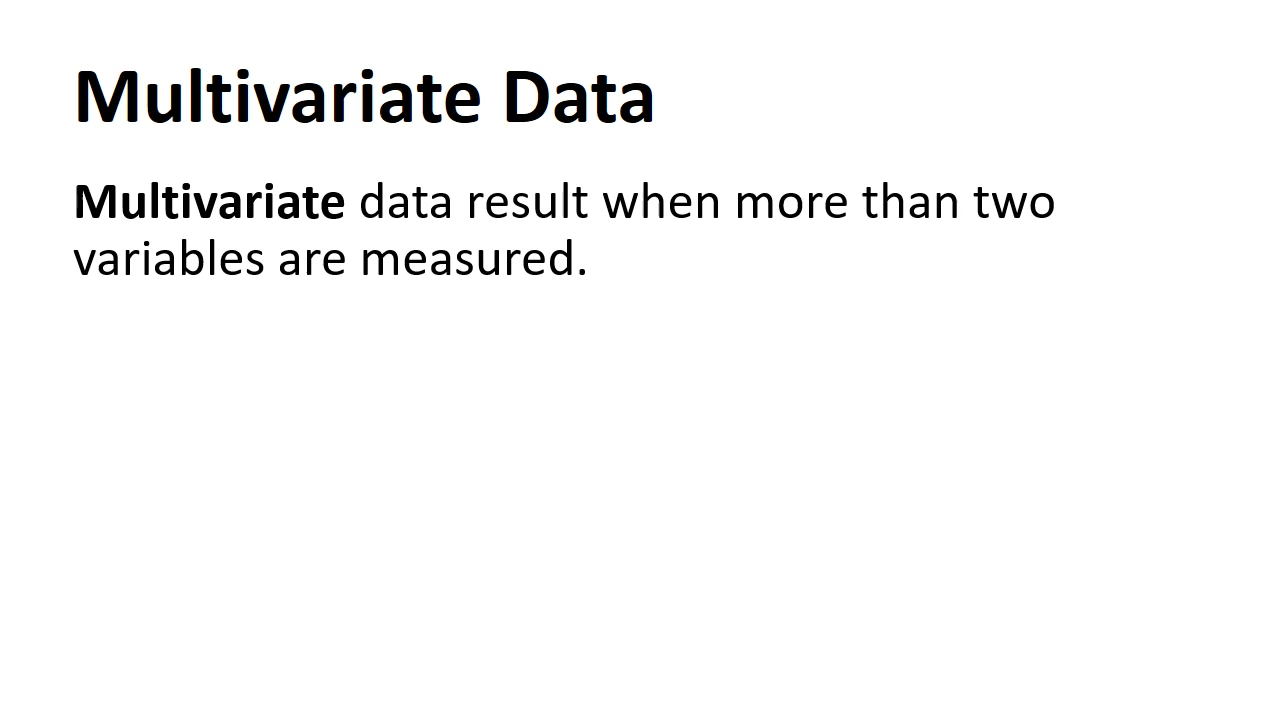 Multivariate Data
Multivariate data result when more than two
variables are measured.